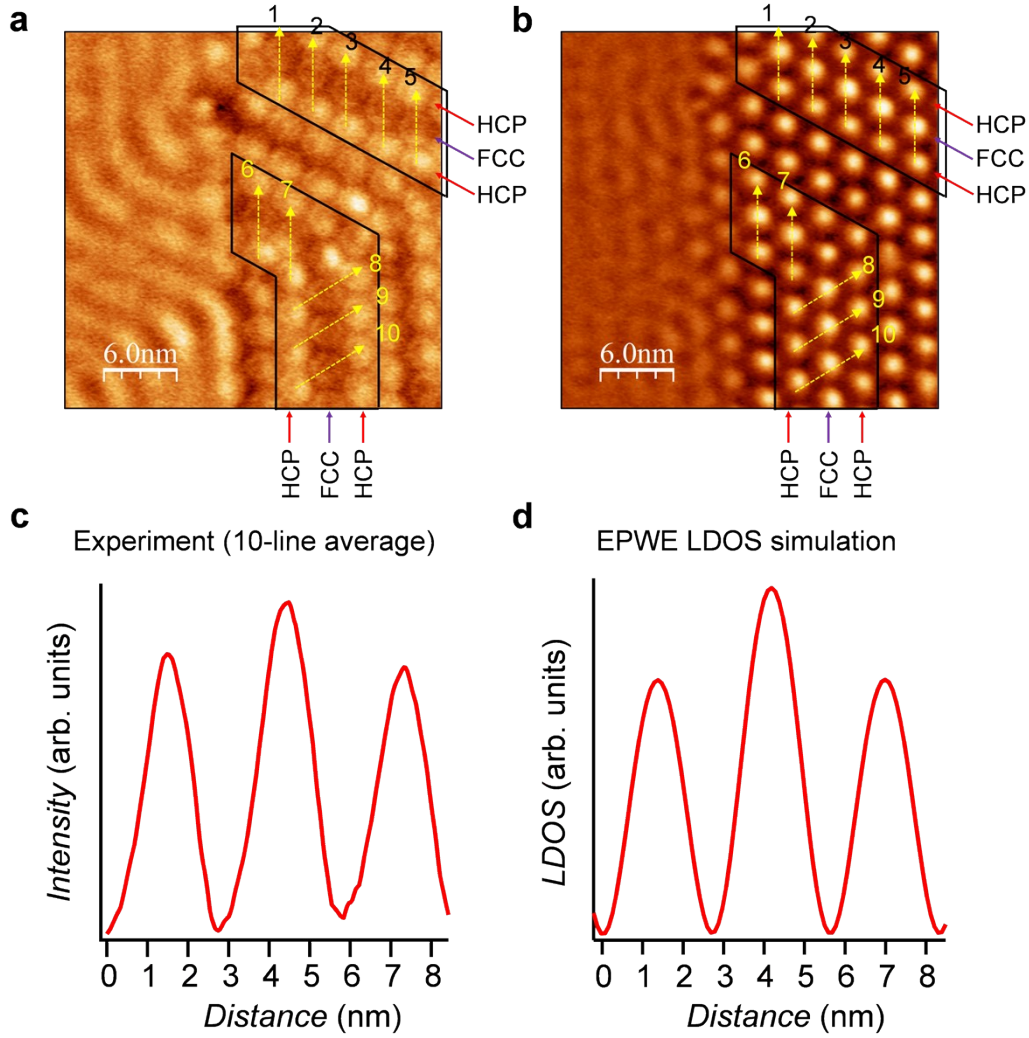 a
1
2
3
4
5
HCP
FCC
HCP
6
7
8
9
10
6.0nm
HCP
FCC
HCP
b
1
2
3
4
5
HCP
FCC
HCP
6
7
8
9
10
6.0nm
HCP
FCC
HCP
c
Experiment (10-line average)
Intensity (arb. units)
0 1 2 3 4 5 6 7 8
Distance (nm)
d
EPWE LDOS simulation
LDOS (arb. units)
0 1 2 3 4 5 6 7 8
Distance (nm)